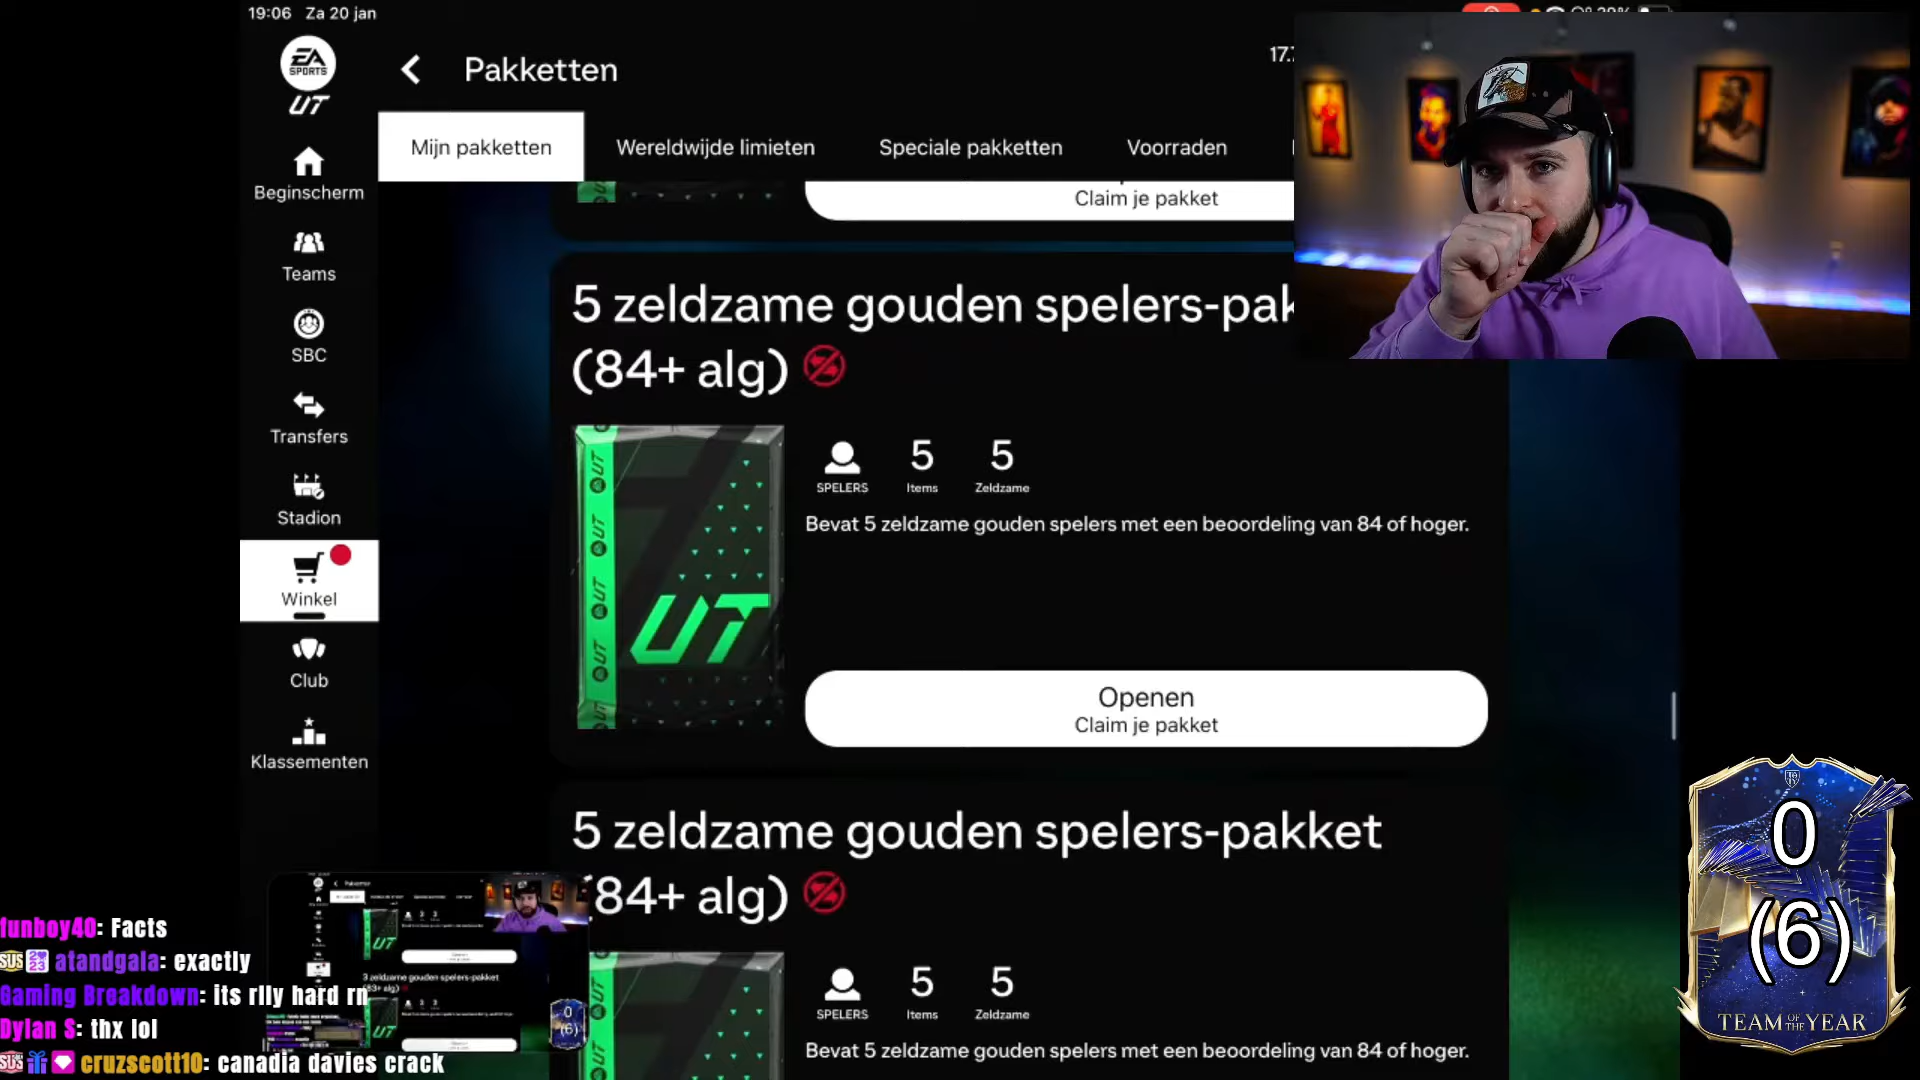 19:06 Za 20 jan
EA
SPORTS
UT
Pakketten
17.
Mijn pakketten
Wereldwijde limieten
Speciale pakketten
Voorraden
Beginscherm
Teams
SBC
Transfers
Stadion
Winkel
Club
Klassementen
Claim je pakket
5 zeldzame gouden spelers-pak
(84+ alg)
UT
5
5
SPELERS
Items
Zeldzame
Bevat 5 zeldzame gouden spelers met een beoordeling van 84 of hoger.
Openen
Claim je pakket
5 zeldzame gouden spelers-pakket
84+ alg)
5
5
SPELERS
Items
Zeldzame
Bevat 5 zeldzame gouden spelers met een beoordeling van 84 of hoger.
0
(6)
TEAM OF THE YEAR
funboy40: Facts
SUS atandgala: exactly
Gaming Breakdown: its rlly hard rn
Dylan S: thx lol
SUS cruzscott10: canadia davies crack